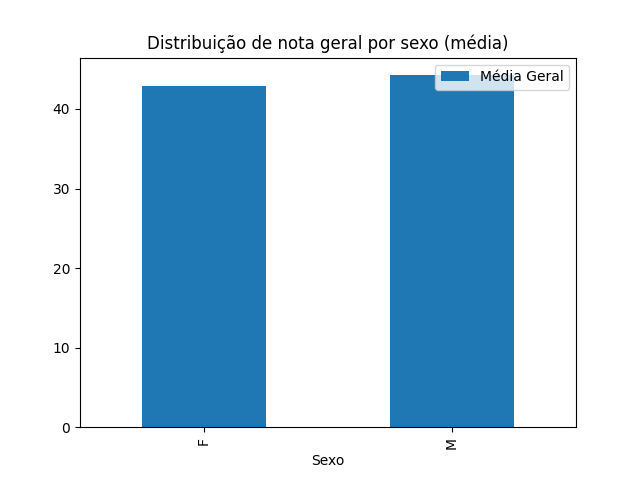 Distribuição de nota geral por sexo (média)
Média Geral
40
30
20
10
0
F
M
Sexo